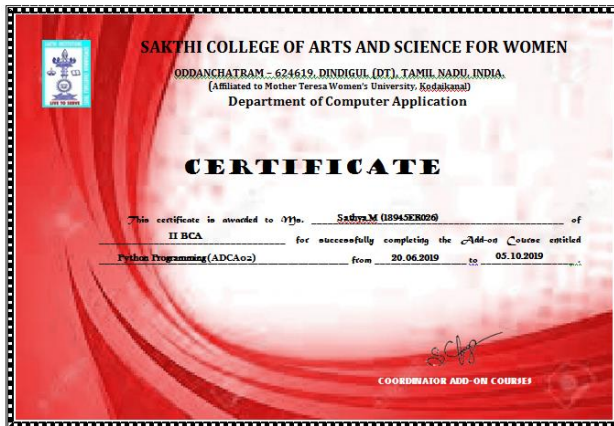 SAKTHI COLLEGE OF ARTS AND SCIENCE FOR WOMEN
ODDANCHATRAM – 624619, DINDIGUL (DT), TAMIL NADU, INDIA.
(Affiliated to Mother Teresa Women's University, Kodaikanal)
Department of Computer Application
CERTIFICATE
This certificate is awarded to Ms. Sathya M (18945ER026) of
II BCA for successfully completing the Add-on Course entitled
Python Programming (ADCA02) from 20.06.2019 to 05.10.2019 .
COORDINATOR ADD-ON COURSES
LIVE TO SERVE